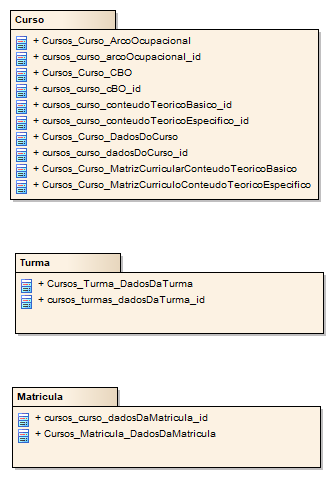 Curso
+ Cursos_Curso_ArcoOcupacional
+ cursos_curso_arcoOcupacional_id
+ Cursos_Curso_CBO
+ cursos_curso_cBO_id
+ cursos_curso_conteudoTeoricoBasico_id
+ cursos_curso_conteudoTeoricoEspecifico_id
+ Cursos_Curso_DadosDoCurso
+ cursos_curso_dadosDoCurso_id
+ Cursos_Curso_MatrizCurricularConteudoTeoricoBasico
+ Cursos_Curso_MatrizCurriculoConteudoTeoricoEspecifico
Turma
+ Cursos_Turma_DadosDaTurma
+ cursos_turmas_dadosDaTurma_id
Matricula
+ cursos_curso_dadosDaMatricula_id
+ Cursos_Matricula_DadosDaMatricula